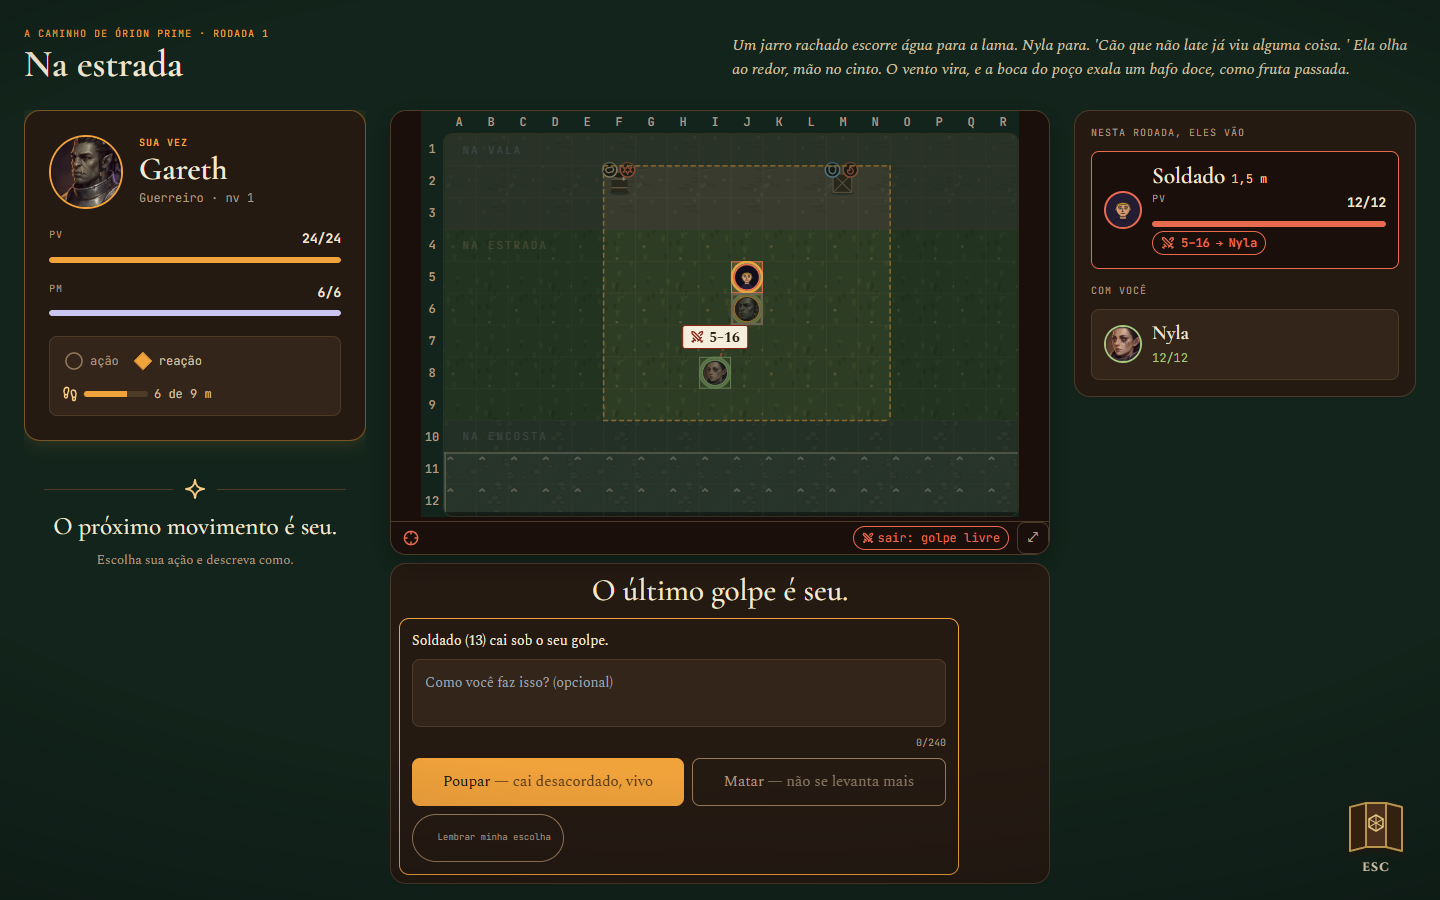 A CAMINHO DE ÓRION PRIME · RODADA 1
Na estrada
Um jarro rachado escorre água para a lama. Nyla para. 'Cão que não late já viu alguma coisa. ' Ela olha
ao redor, mão no cinto. O vento vira, e a boca do poço exala um bafo doce, como fruta passada.
SUA VEZ
Gareth
Guerreiro · nv 1
PV
24/24
PM
6/6
ação
reação
6 de 9 m
O próximo movimento é seu.
Escolha sua ação e descreva como.
A B C D E F G H I J K L M N O P Q R
1
NA VALA
2
3
4
NA ESTRADA
5
6
7
5–16
8
9
10
NA ENCOSTA
11
12
sair: golpe livre
O último golpe é seu.
Soldado (13) cai sob o seu golpe.
Como você faz isso? (opcional)
0/240
Poupar — cai desacordado, vivo
Matar — não se levanta mais
Lembrar minha escolha
NESTA RODADA, ELES VÃO
Soldado 1,5 m
PV
12/12
5–16 → Nyla
COM VOCÊ
Nyla
12/12
ESC